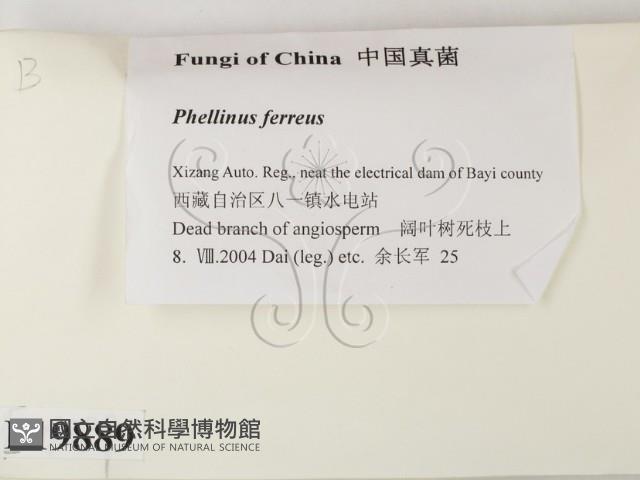 B
Fungi of China 中国真菌
Phellinus ferreus
Xizang Auto. Reg., neat the electrical dam of Bayi county
西藏自治区八一镇水电站
Dead branch of angiosperm 阔叶树死枝上
8. Ⅷ.2004 Dai (leg.) etc. 余长军 25
9889
國立自然科學博物館
NATIONAL MUSEUM OF NATURAL SCIENCE